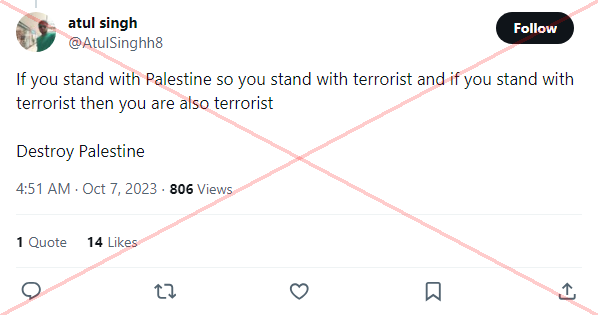 atul singh
@AtulSinghh8
Follow
If you stand with Palestine so you stand with terrorist and if you stand with
terrorist then you are also terrorist
Destroy Palestine
4:51 AM · Oct 7, 2023 · 806 Views
1 Quote 14 Likes